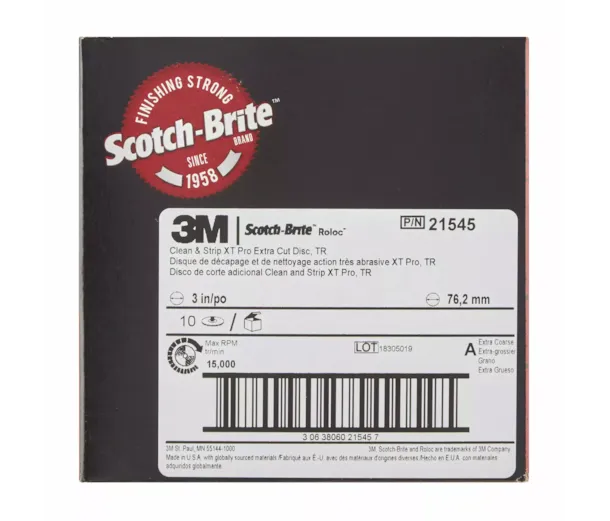 FINISHING STRONG
Scotch-Brite™
BRAND
SINCE
1958
3M Scotch-Brite™ Roloc™ P/N 21545
Clean & Strip XT Pro Extra Cut Disc, TR
Disque de décapage et de nettoyage action très abrasive XT Pro, TR
Disco de corte adicional Clean and Strip XT Pro, TR
3 in/po 76,2 mm
10 /
Max RPM
tr/min
15,000
LOT 18305019
A Extra Coarse
Extra-grossier
Grano
Extra Grueso
3 06 38060 21545 7
3M St. Paul, MN 55144-1000 3M, Scotch-Brite and Roloc are trademarks of 3M Company.
Made in U.S.A. with globally sourced materials /Fabriqué aux É.-U. avec des matériaux d'origines diverses /Hecho en E.U.A. con materiales
adquiridos globalmente.